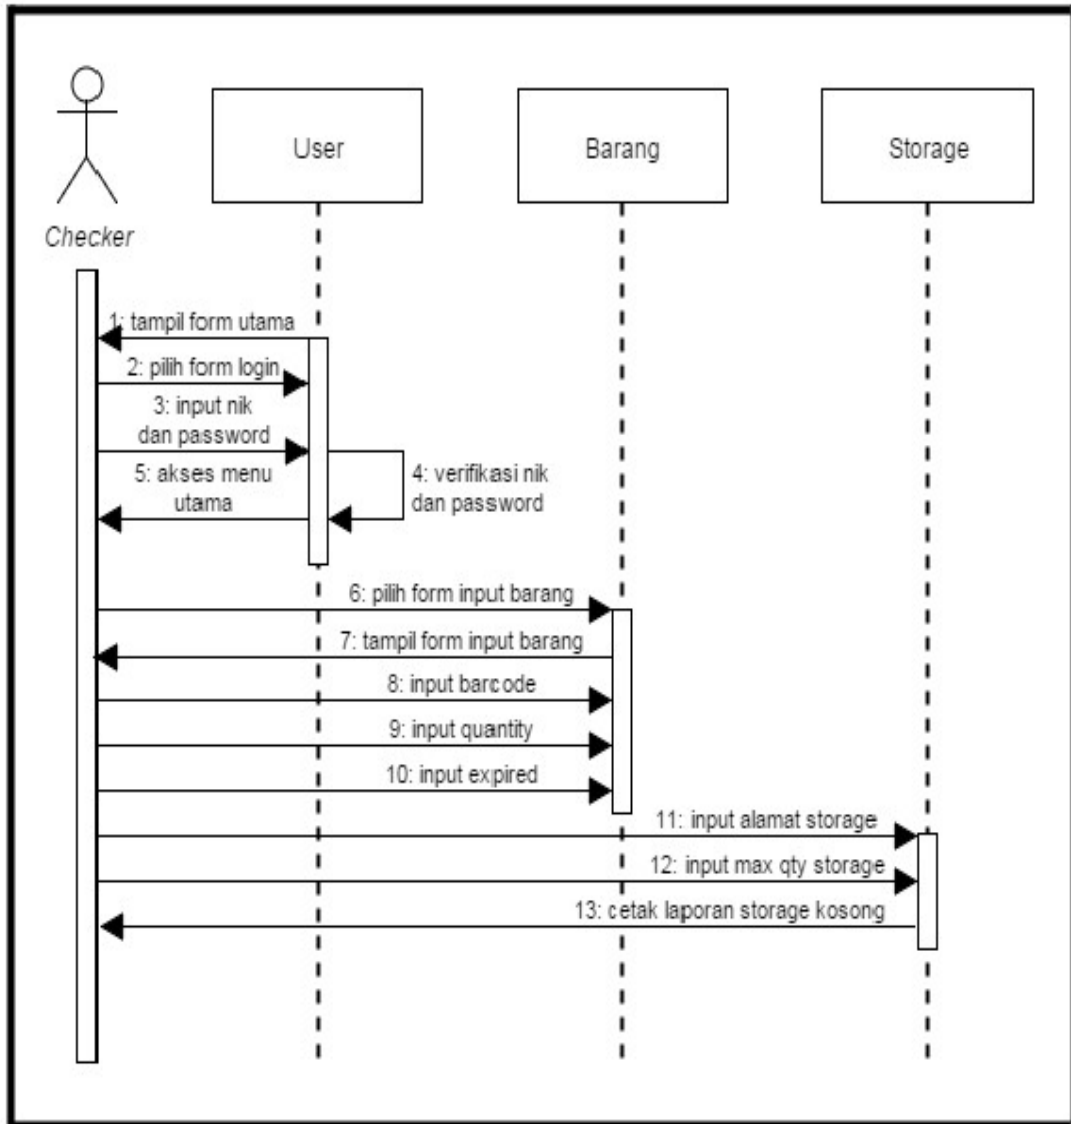 User
Barang
Storage
Checker
1: tampil form utama
2: pilih form login
3: input nik
dan password
4: verifikasi nik
dan password
5: akses menu
utama
6: pilih form input barang
7: tampil form input barang
8: input barcode
9: input quantity
10: input expired
11: input alamat storage
12: input max qty storage
13: cetak laporan storage kosong